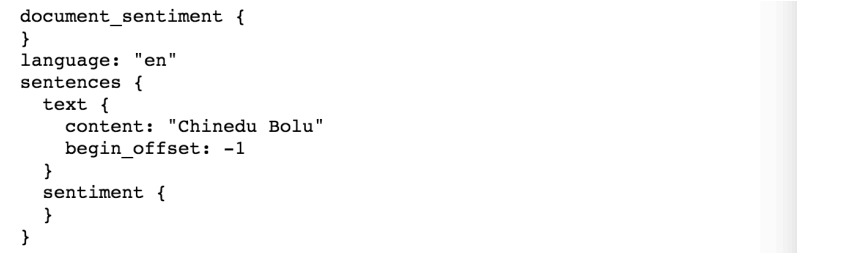 document_sentiment {
}
language: "en"
sentences {
  text {
    content: "Chinedu Bolu"
    begin_offset: -1
  }
  sentiment {
  }
}